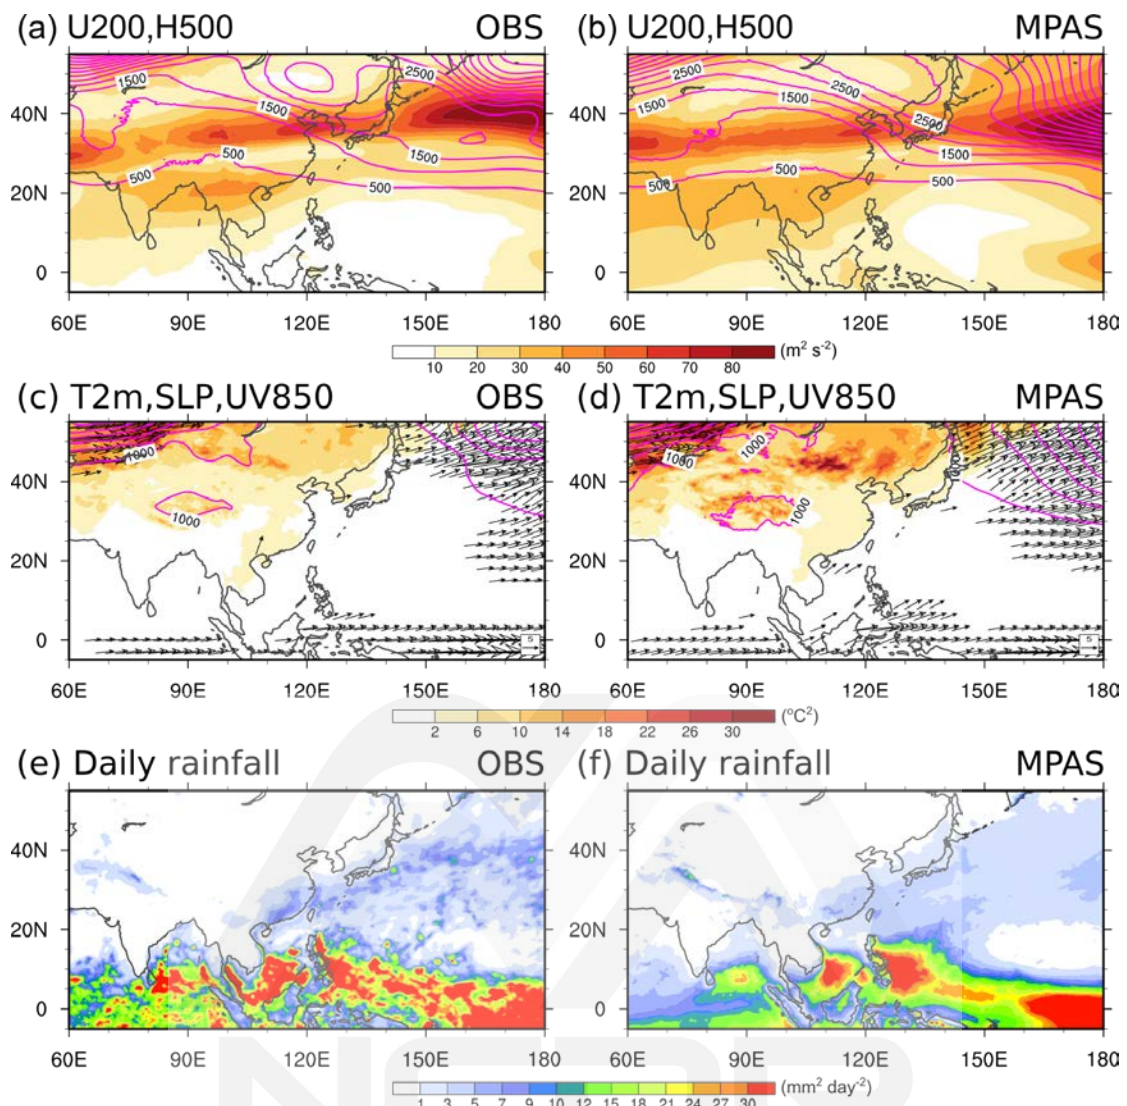 (a) U200,H500 OBS (b) U200,H500 MPAS
40N 1500 2500 1500 500 1500 500 500 40N 2500 1500 1500 2500 2500 1500 500 500 500
20N 20N
0 0
60E 90E 120E 150E 180 60E 90E 120E 150E 180
10 20 30 40 50 60 70 80 (m² s⁻²)
(c) T2m,SLP,UV850 OBS (d) T2m,SLP,UV850 MPAS
40N 1000 1000 40N 1000 1000 1000 1000
20N 20N
0 5 0 5
60E 90E 120E 150E 180 60E 90E 120E 150E 180
2 6 10 14 18 22 26 30 (°C²)
(e) Daily rainfall OBS (f) Daily rainfall MPAS
40N 40N
20N 20N
0 0
60E 90E 120E 150E 180 60E 90E 120E 150E 180
1 3 5 7 9 10 12 15 18 21 24 27 30 (mm² day⁻²)